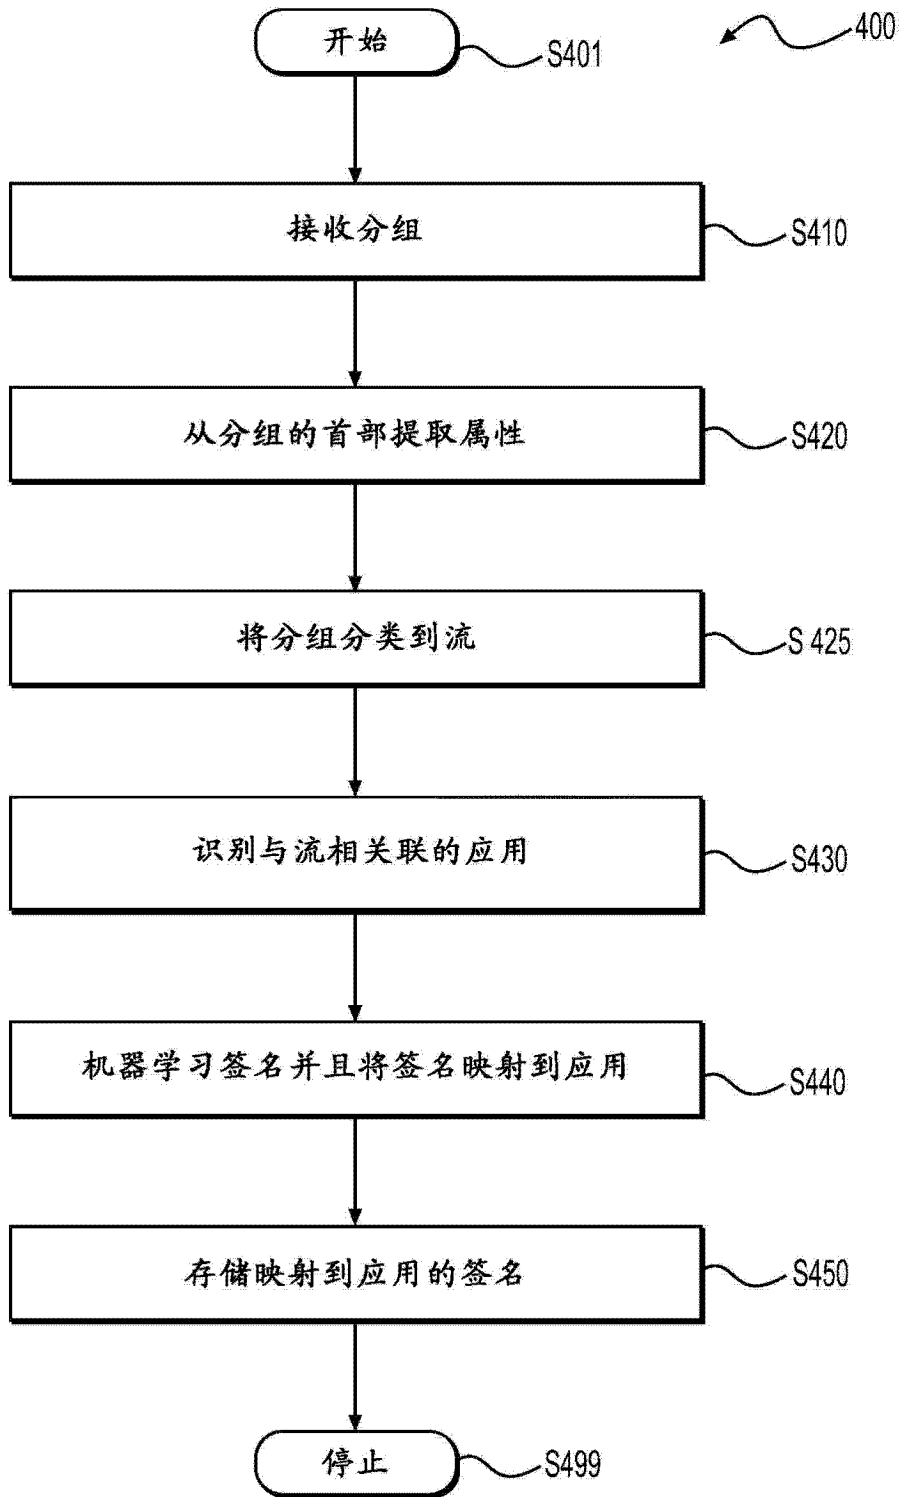 400
开始
S401
接收分组
S410
从分组的首部提取属性
S420
将分组分类到流
S 425
识别与流相关联的应用
S430
机器学习签名并且将签名映射到应用
S440
存储映射到应用的签名
S450
停止
S499